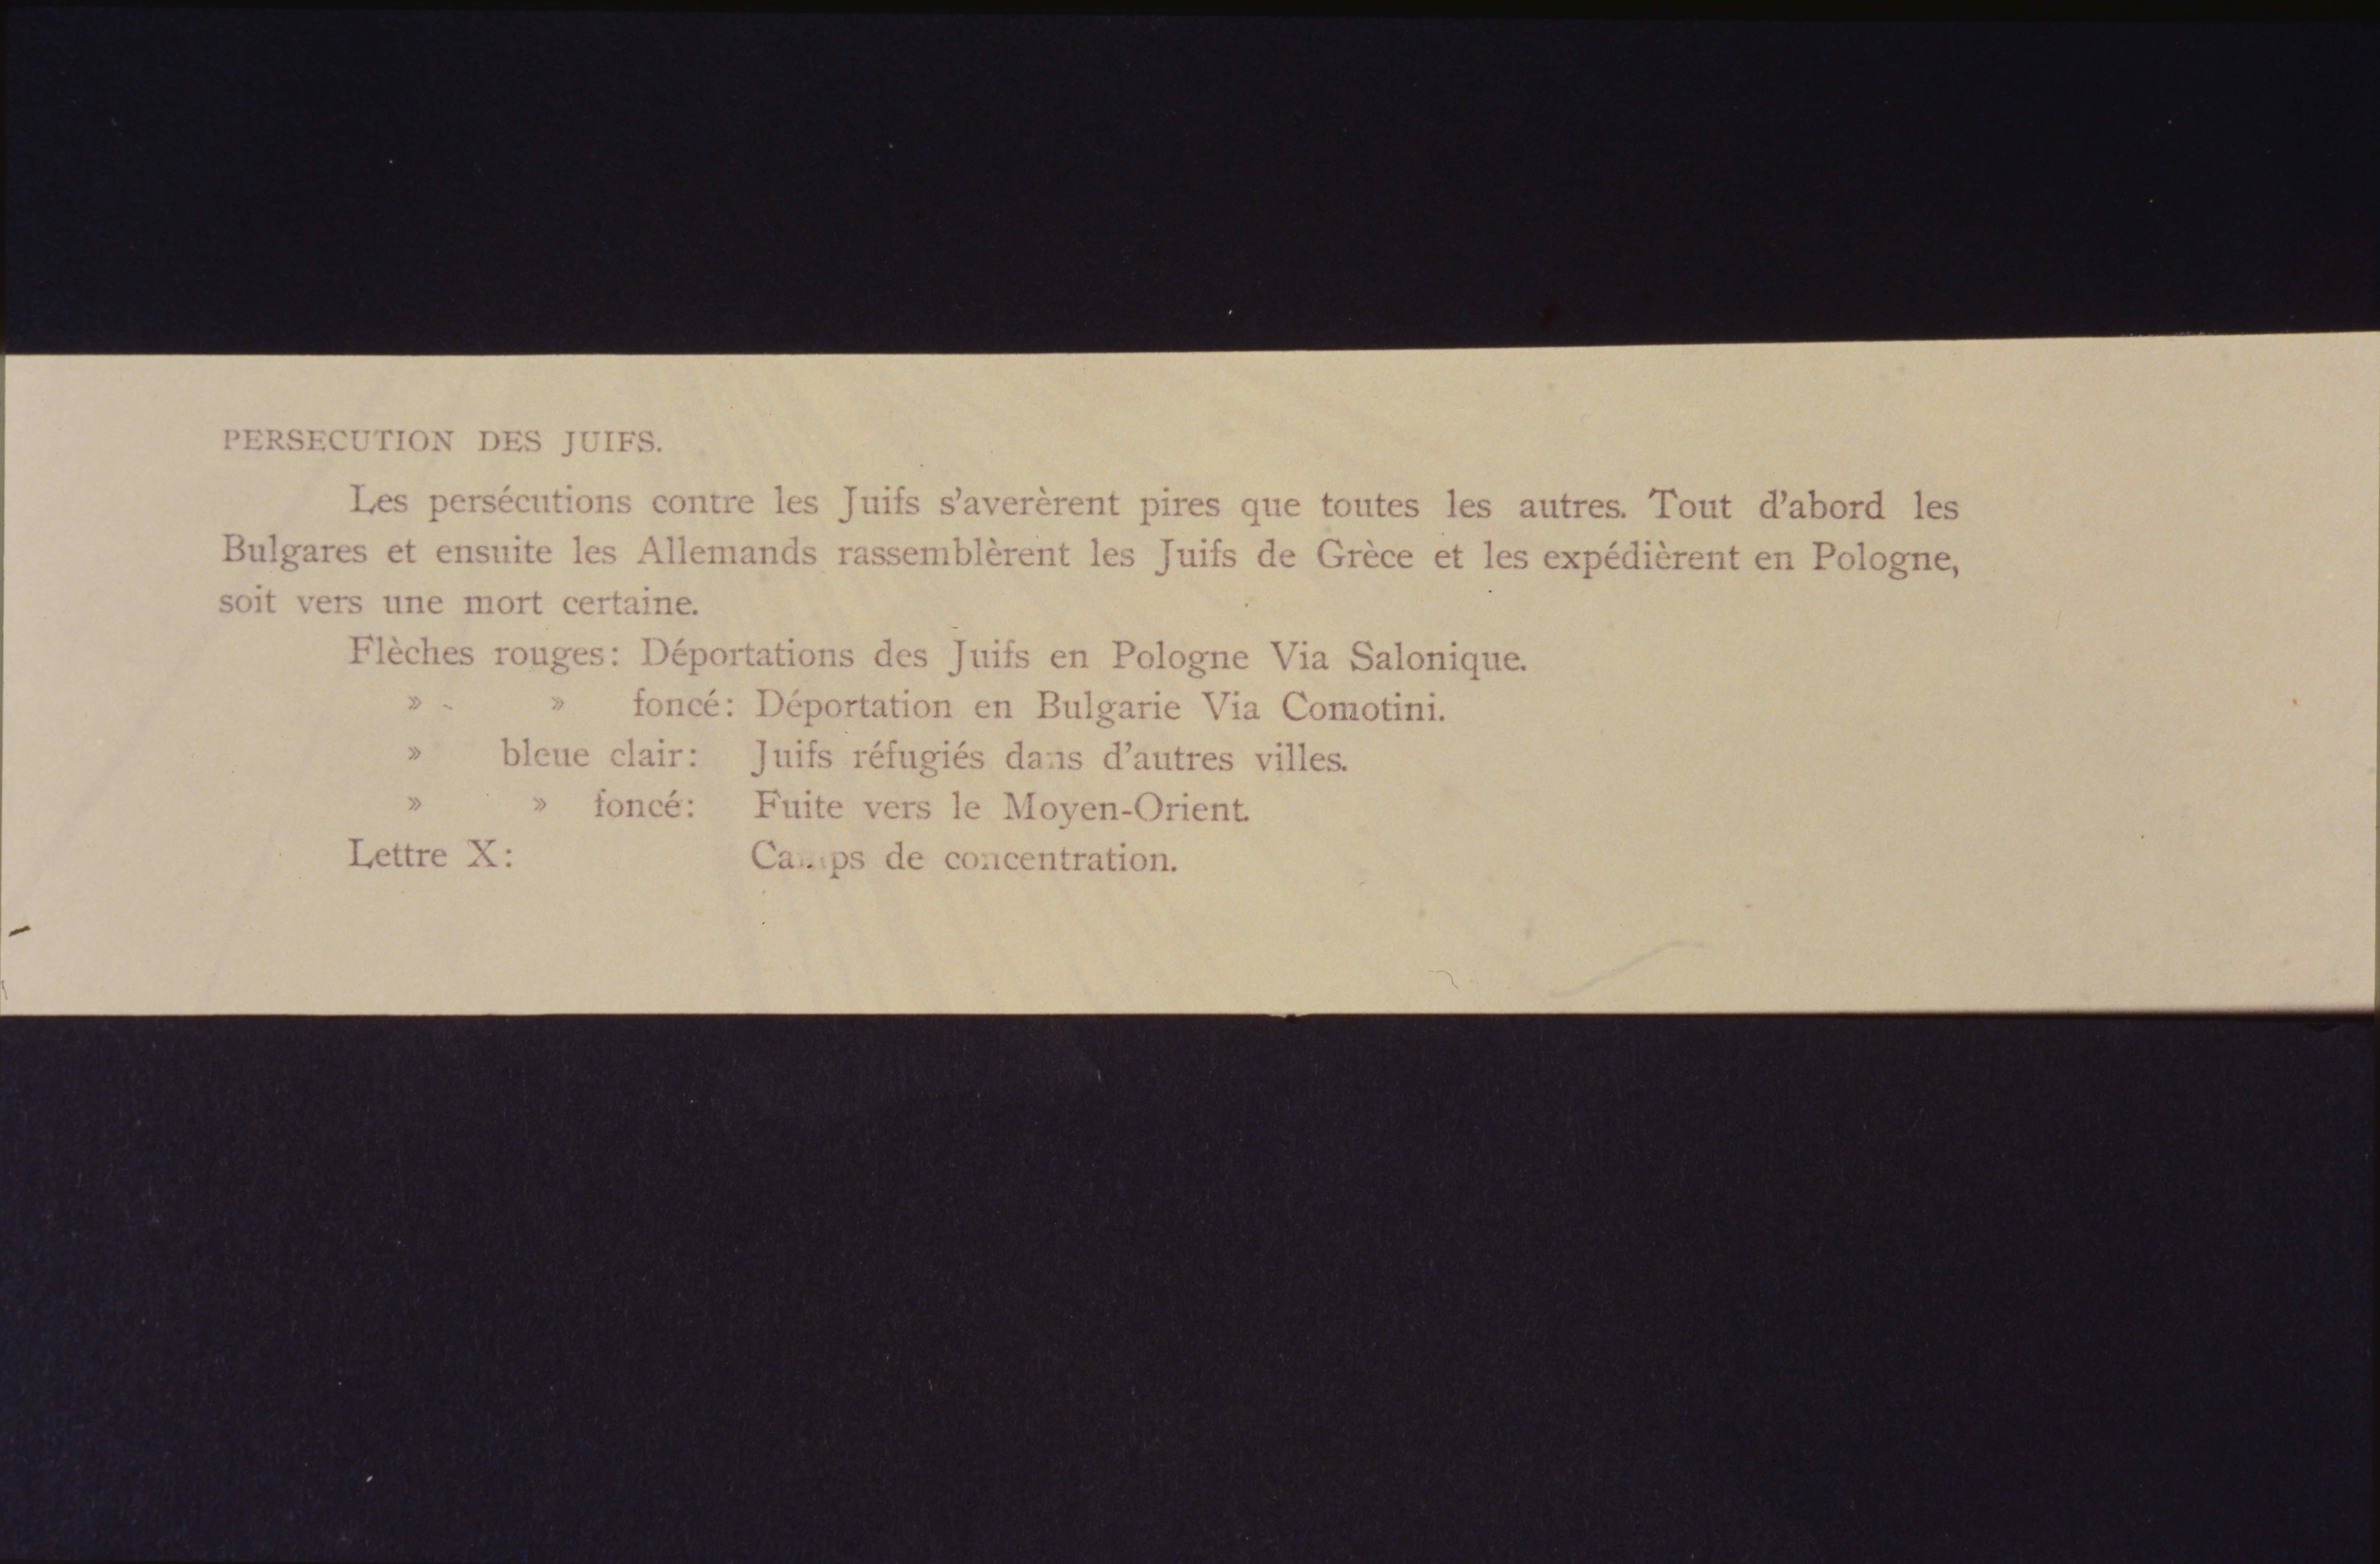 PERSECUTION DES JUIFS.
Les persécutions contre les Juifs s'averèrent pires que toutes les autres. Tout d'abord les
Bulgares et ensuite les Allemands rassemblèrent les Juifs de Grèce et les expédièrent en Pologne,
soit vers une mort certaine.
Flèches rouges: Déportations des Juifs en Pologne Via Salonique.
» » foncé: Déportation en Bulgarie Via Comotini.
» bleue clair: Juifs réfugiés dans d'autres villes.
» » foncé: Fuite vers le Moyen-Orient.
Lettre X: Camps de concentration.